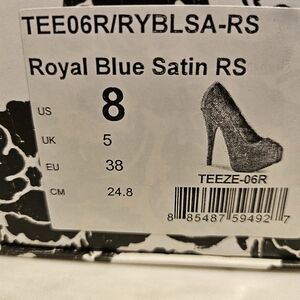 TEE06R/RYBLSA-RS
Royal Blue Satin RS
US 8
UK 5
EU 38
CM 24.8
TEEZE-06R
8 85487 59492 7